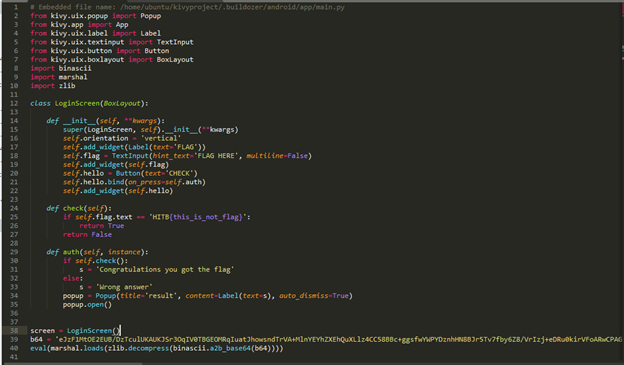 1 # Embedded file name: /home/ubuntu/kivyproject/.buildozer/android/app/main.py
2 from kivy.uix.popup import Popup
3 from kivy.app import App
4 from kivy.uix.label import Label
5 from kivy.uix.textinput import TextInput
6 from kivy.uix.button import Button
7 from kivy.uix.boxlayout import BoxLayout
8 import binascii
9 import marshal
10 import zlib
11
12 class LoginScreen(BoxLayout):
13
14 def __init__(self, **kwargs):
15 super(LoginScreen, self).__init__(**kwargs)
16 self.orientation = 'vertical'
17 self.add_widget(Label(text='FLAG'))
18 self.flag = TextInput(hint_text='FLAG HERE', multiline=False)
19 self.add_widget(self.flag)
20 self.hello = Button(text='CHECK')
21 self.hello.bind(on_press=self.auth)
22 self.add_widget(self.hello)
23
24 def check(self):
25 if self.flag.text == 'HITB{this_is_not_flag}':
26 return True
27 return False
28
29 def auth(self, instance):
30 if self.check():
31 s = 'Congratulations you got the flag'
32 else:
33 s = 'Wrong answer'
34 popup = Popup(title='result', content=Label(text=s), auto_dismiss=True)
35 popup.open()
36
37
38 screen = LoginScreen()
39 b64 =
40 eval(marshal.loads(zlib.decompress(binascii.a2b_base64(b64))))
41